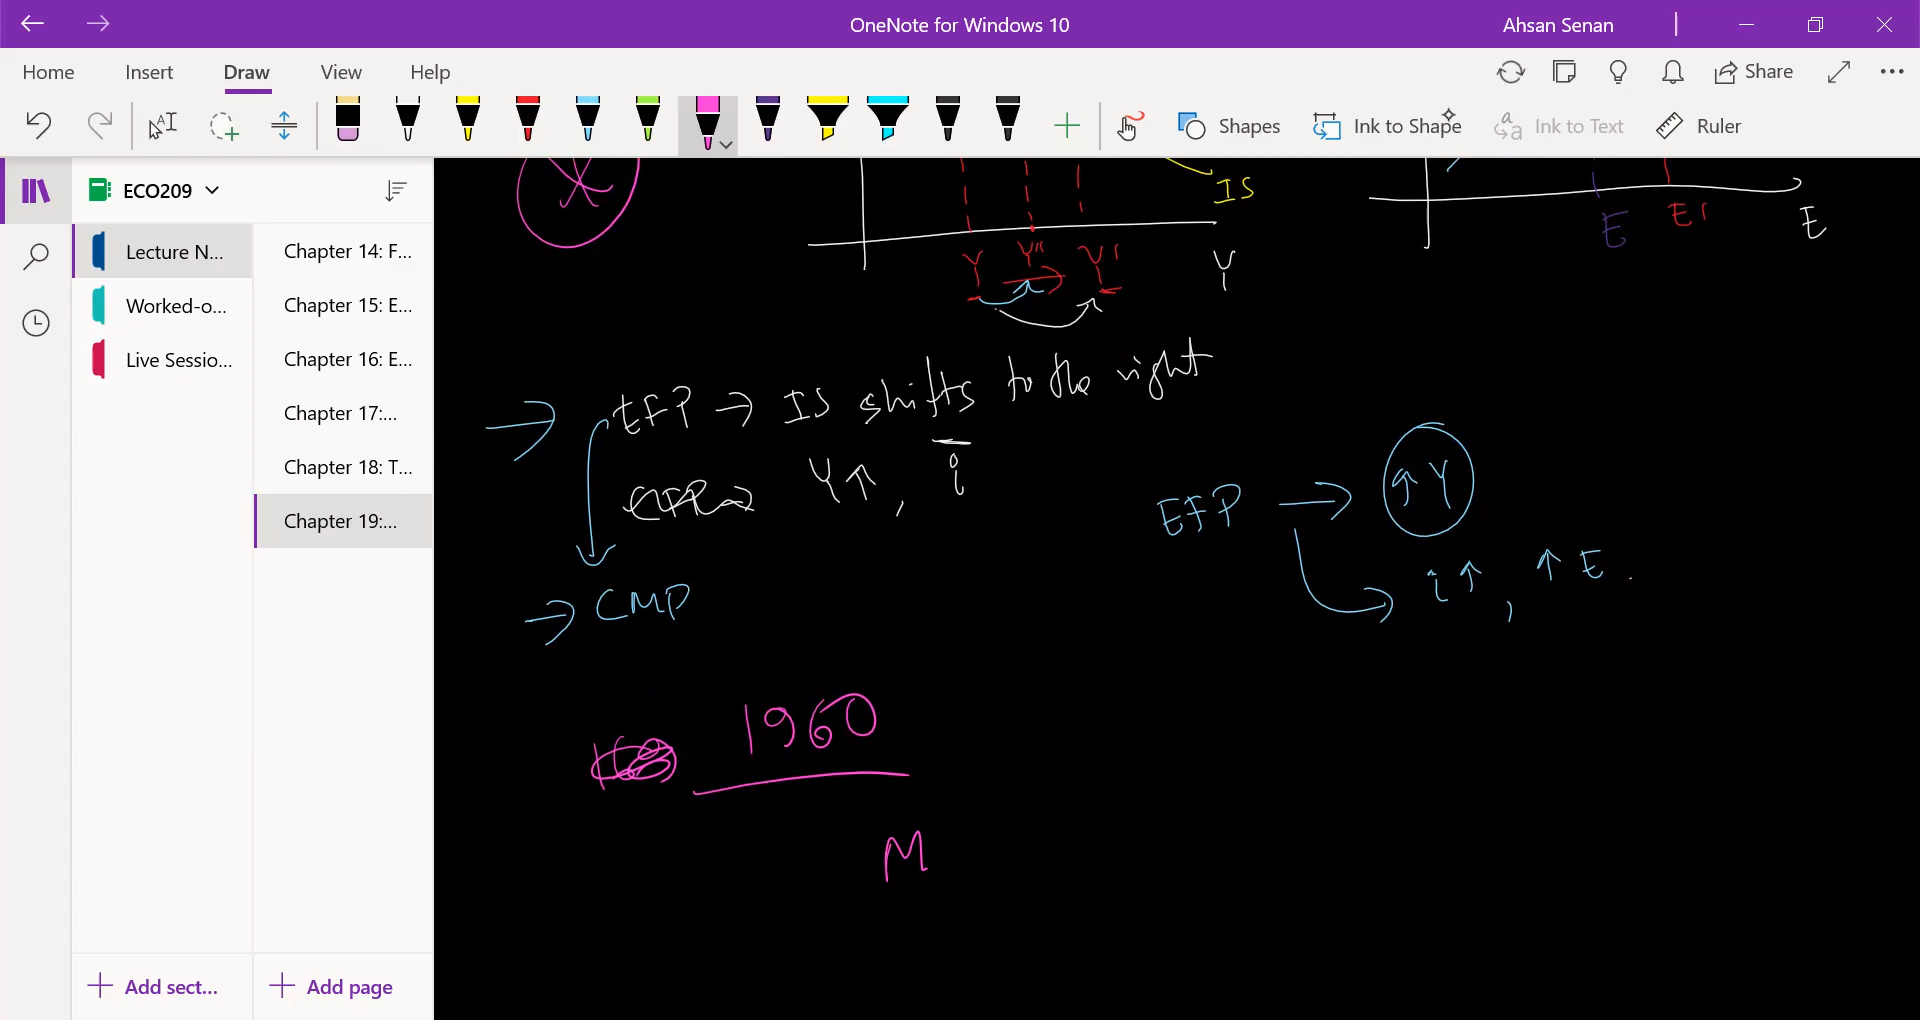 OneNote for Windows 10
Ahsan Senan
Home Insert Draw View Help
Share
Shapes
Ink to Shape
Ink to Text
Ruler
ECO209
Lecture N...
Worked-o...
Live Sessio...
Chapter 14: F...
Chapter 15: E...
Chapter 16: E...
Chapter 17:...
Chapter 18: T...
Chapter 19:...
Add sect...
Add page
IS
Y Y'' Y' Y
E E' E
→ EFP → IS shifts to the right
Y↑, i
→ CMP
EFP → ↑Y
i↑, ↑E.
1960
M